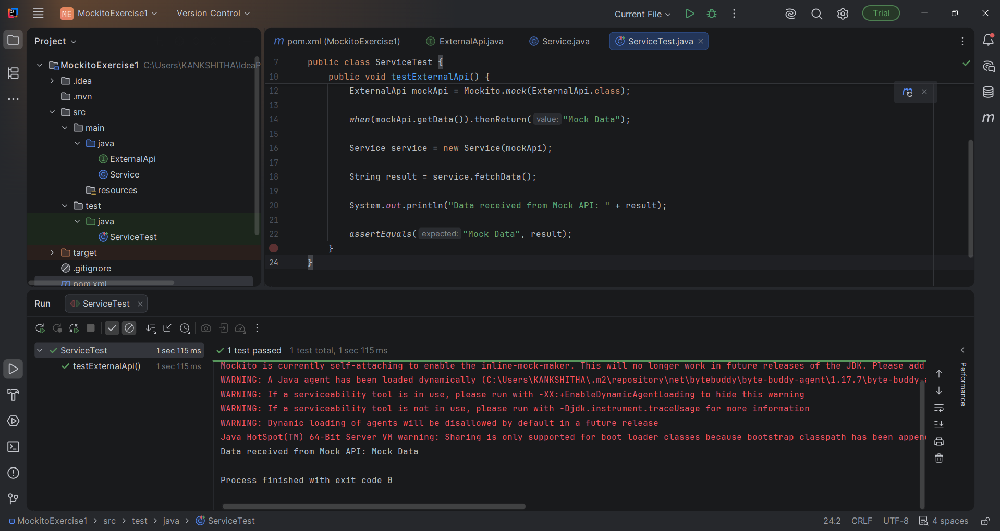 ME MockitoExercise1 Version Control Current File Trial
Project
pom.xml (MockitoExercise1) ExternalApi.java Service.java ServiceTest.java
MockitoExercise1 C:\Users\KANKSHITHA\IdeaP
.idea
.mvn
src
main
java
ExternalApi
Service
resources
test
java
ServiceTest
target
.gitignore
pom.xml
7 public class ServiceTest {
10 public void testExternalApi() {
12 ExternalApi mockApi = Mockito.mock(ExternalApi.class);
13
14 when(mockApi.getData()).thenReturn( value: "Mock Data");
15
16 Service service = new Service(mockApi);
17
18 String result = service.fetchData();
19
20 System.out.println("Data received from Mock API: " + result);
21
22 assertEquals( expected: "Mock Data", result);
}
24 }
Run ServiceTest
ServiceTest 1 sec 115 ms
testExternalApi() 1 sec 115 ms
1 test passed 1 test total, 1 sec 115 ms
Mockito is currently self-attaching to enable the inline-mock-maker. This will no longer work in future releases of the JDK. Please add
WARNING: A Java agent has been loaded dynamically (C:\Users\KANKSHITHA\.m2\repository\net\bytebuddy\byte-buddy-agent\1.17.7\byte-buddy-a
WARNING: If a serviceability tool is in use, please run with -XX:+EnableDynamicAgentLoading to hide this warning
WARNING: If a serviceability tool is not in use, please run with -Djdk.instrument.traceUsage for more information
WARNING: Dynamic loading of agents will be disallowed by default in a future release
Java HotSpot(TM) 64-Bit Server VM warning: Sharing is only supported for boot loader classes because bootstrap classpath has been appen
Data received from Mock API: Mock Data
Process finished with exit code 0
Performance
MockitoExercise1 > src > test > java > ServiceTest
24:2 CRLF UTF-8 4 spaces